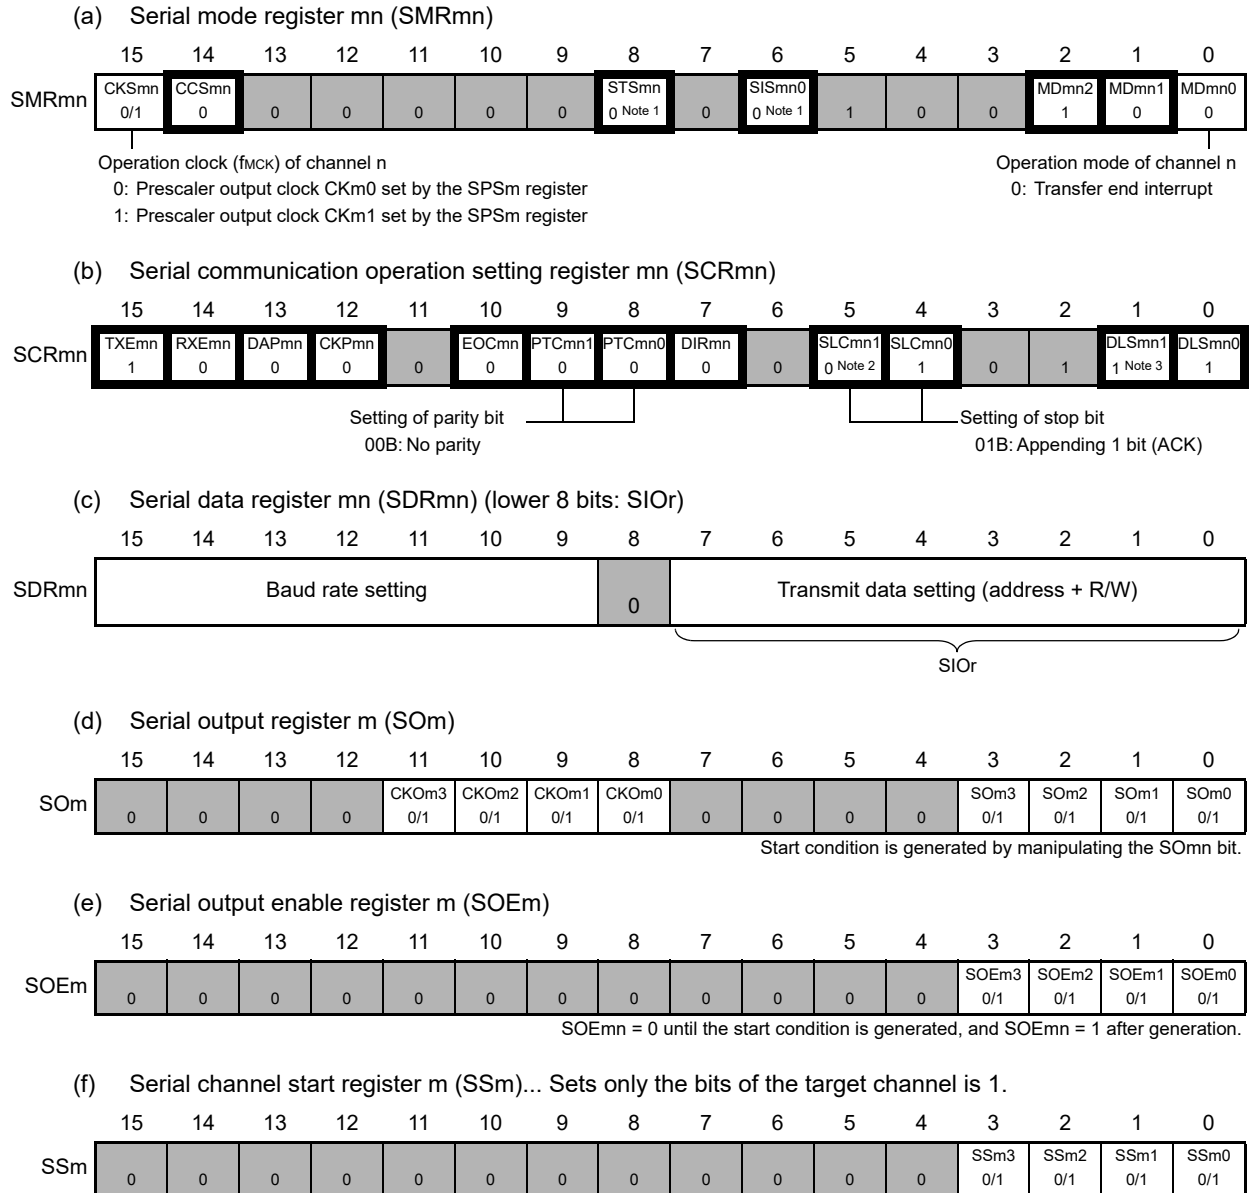 (a) Serial mode register mn (SMRmn)
15 14 13 12 11 10 9 8 7 6 5 4 3 2 1 0
CKSmn CCSmn STSmn SISmn0 MDmn2 MDmn1 MDmn0
SMRmn 0/1 0 0 0 0 0 0 0 Note 1 0 0 Note 1 1 0 0 1 0 0
Operation clock (fMCK) of channel n Operation mode of channel n
0: Prescaler output clock CKm0 set by the SPSm register 0: Transfer end interrupt
1: Prescaler output clock CKm1 set by the SPSm register
(b) Serial communication operation setting register mn (SCRmn)
15 14 13 12 11 10 9 8 7 6 5 4 3 2 1 0
TXEmn RXEmn DAPmn CKPmn EOCmn PTCmn1 PTCmn0 DIRmn SLCmn1 SLCmn0 DLSmn1 DLSmn0
SCRmn 1 0 0 0 0 0 0 0 0 0 0 Note 2 1 0 1 1 Note 3 1
Setting of parity bit Setting of stop bit
00B: No parity 01B: Appending 1 bit (ACK)
(c) Serial data register mn (SDRmn) (lower 8 bits: SIOr)
15 14 13 12 11 10 9 8 7 6 5 4 3 2 1 0
SDRmn Baud rate setting 0 Transmit data setting (address + R/W)
SIOr
(d) Serial output register m (SOm)
15 14 13 12 11 10 9 8 7 6 5 4 3 2 1 0
CKOm3 CKOm2 CKOm1 CKOm0 SOm3 SOm2 SOm1 SOm0
SOm 0 0 0 0 0/1 0/1 0/1 0/1 0 0 0 0 0/1 0/1 0/1 0/1
Start condition is generated by manipulating the SOmn bit.
(e) Serial output enable register m (SOEm)
15 14 13 12 11 10 9 8 7 6 5 4 3 2 1 0
SOEm3 SOEm2 SOEm1 SOEm0
SOEm 0 0 0 0 0 0 0 0 0 0 0 0 0/1 0/1 0/1 0/1
SOEmn = 0 until the start condition is generated, and SOEmn = 1 after generation.
(f) Serial channel start register m (SSm)... Sets only the bits of the target channel is 1.
15 14 13 12 11 10 9 8 7 6 5 4 3 2 1 0
SSm3 SSm2 SSm1 SSm0
SSm 0 0 0 0 0 0 0 0 0 0 0 0 0/1 0/1 0/1 0/1